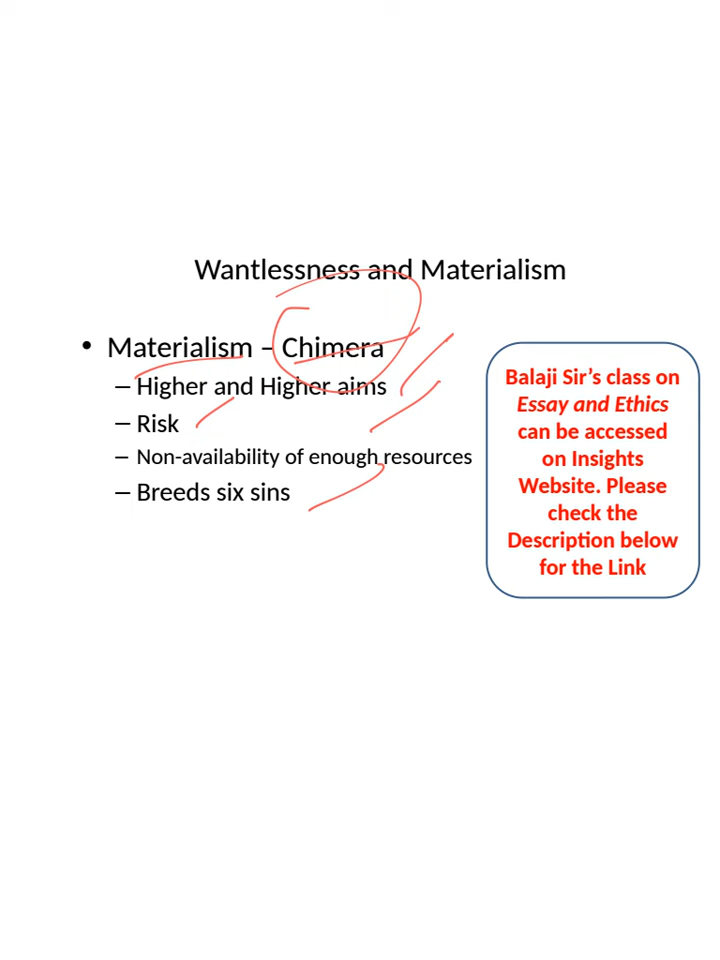 Wantlessness and Materialism
• Materialism – Chimera
– Higher and Higher aims
– Risk
– Non-availability of enough resources
– Breeds six sins
Balaji Sir’s class on
Essay and Ethics
can be accessed
on Insights
Website. Please
check the
Description below
for the Link